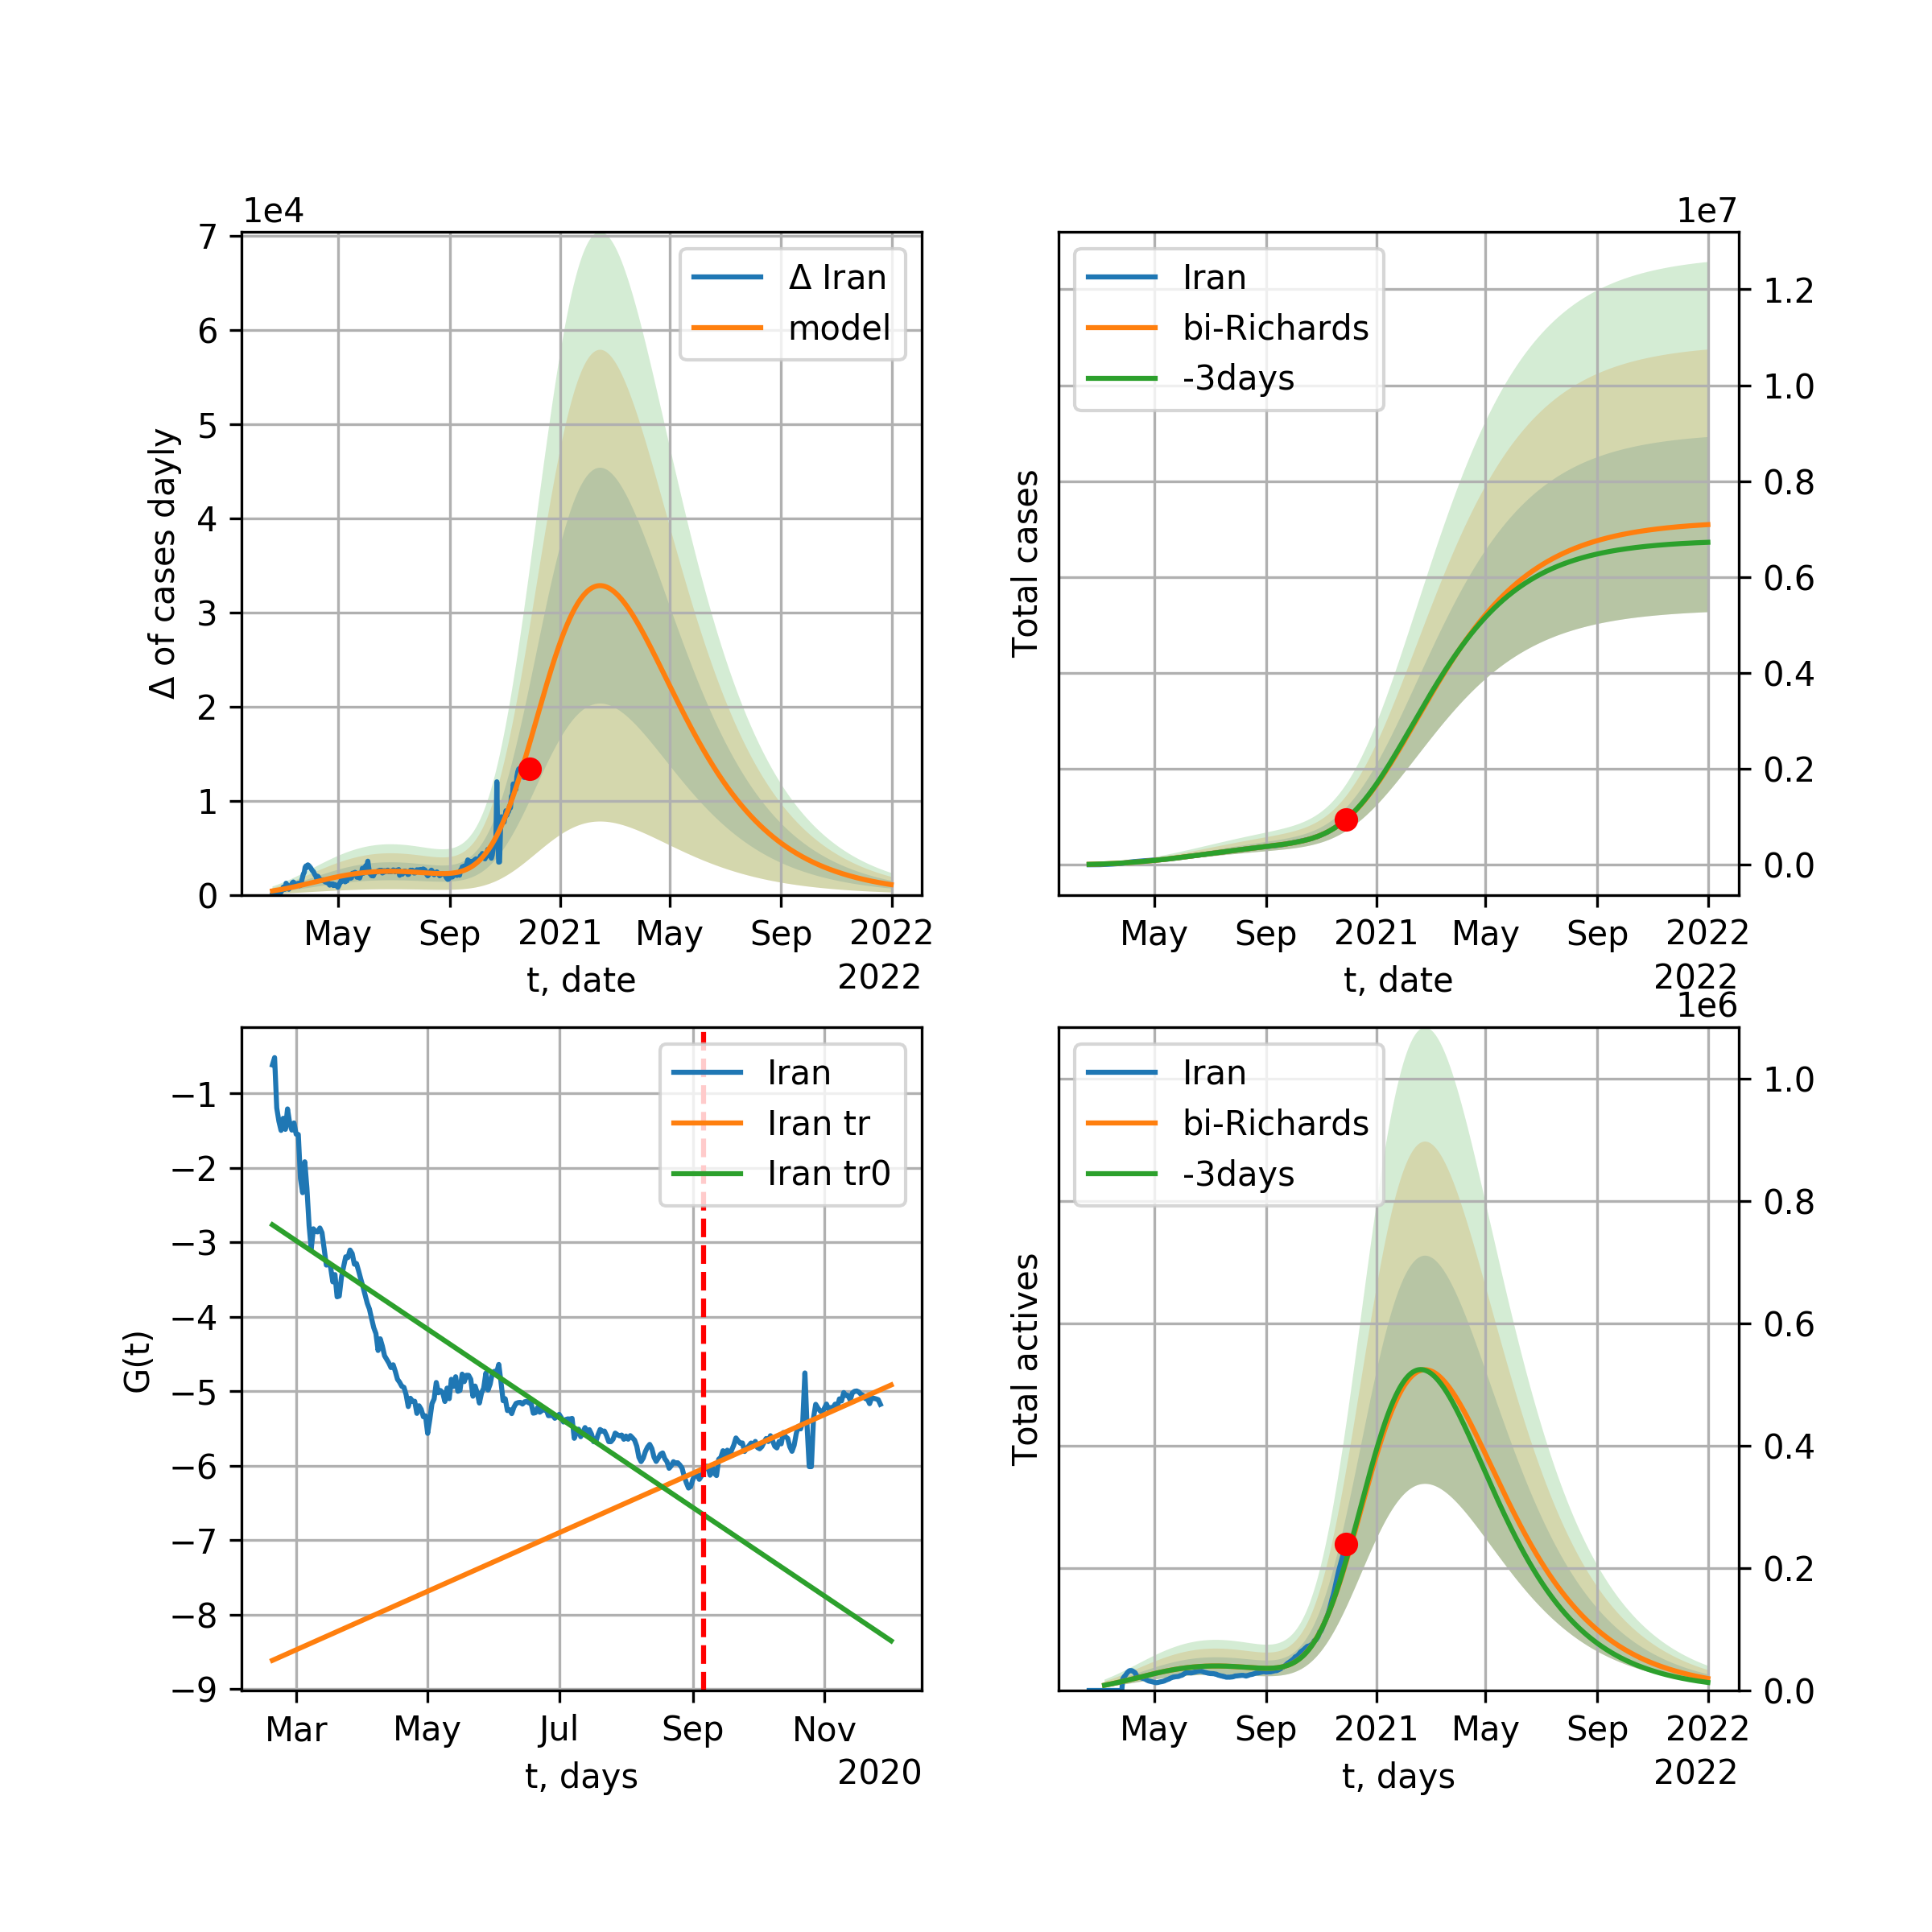 1e4
7
6
5
4
3
2
1
0
Δ of cases dayly
Δ Iran
model
May Sep 2021 May Sep 2022
t, date
2022
1e7
Iran
bi-Richards
-3days
Total cases
1.2
1.0
0.8
0.6
0.4
0.2
0.0
May Sep 2021 May Sep 2022
t, date
2022
−1
−2
−3
−4
−5
−6
−7
−8
−9
G(t)
Iran
Iran tr
Iran tr0
Mar May Jul Sep Nov
t, days
2020
1e6
Iran
bi-Richards
-3days
Total actives
1.0
0.8
0.6
0.4
0.2
0.0
May Sep 2021 May Sep 2022
t, days
2022